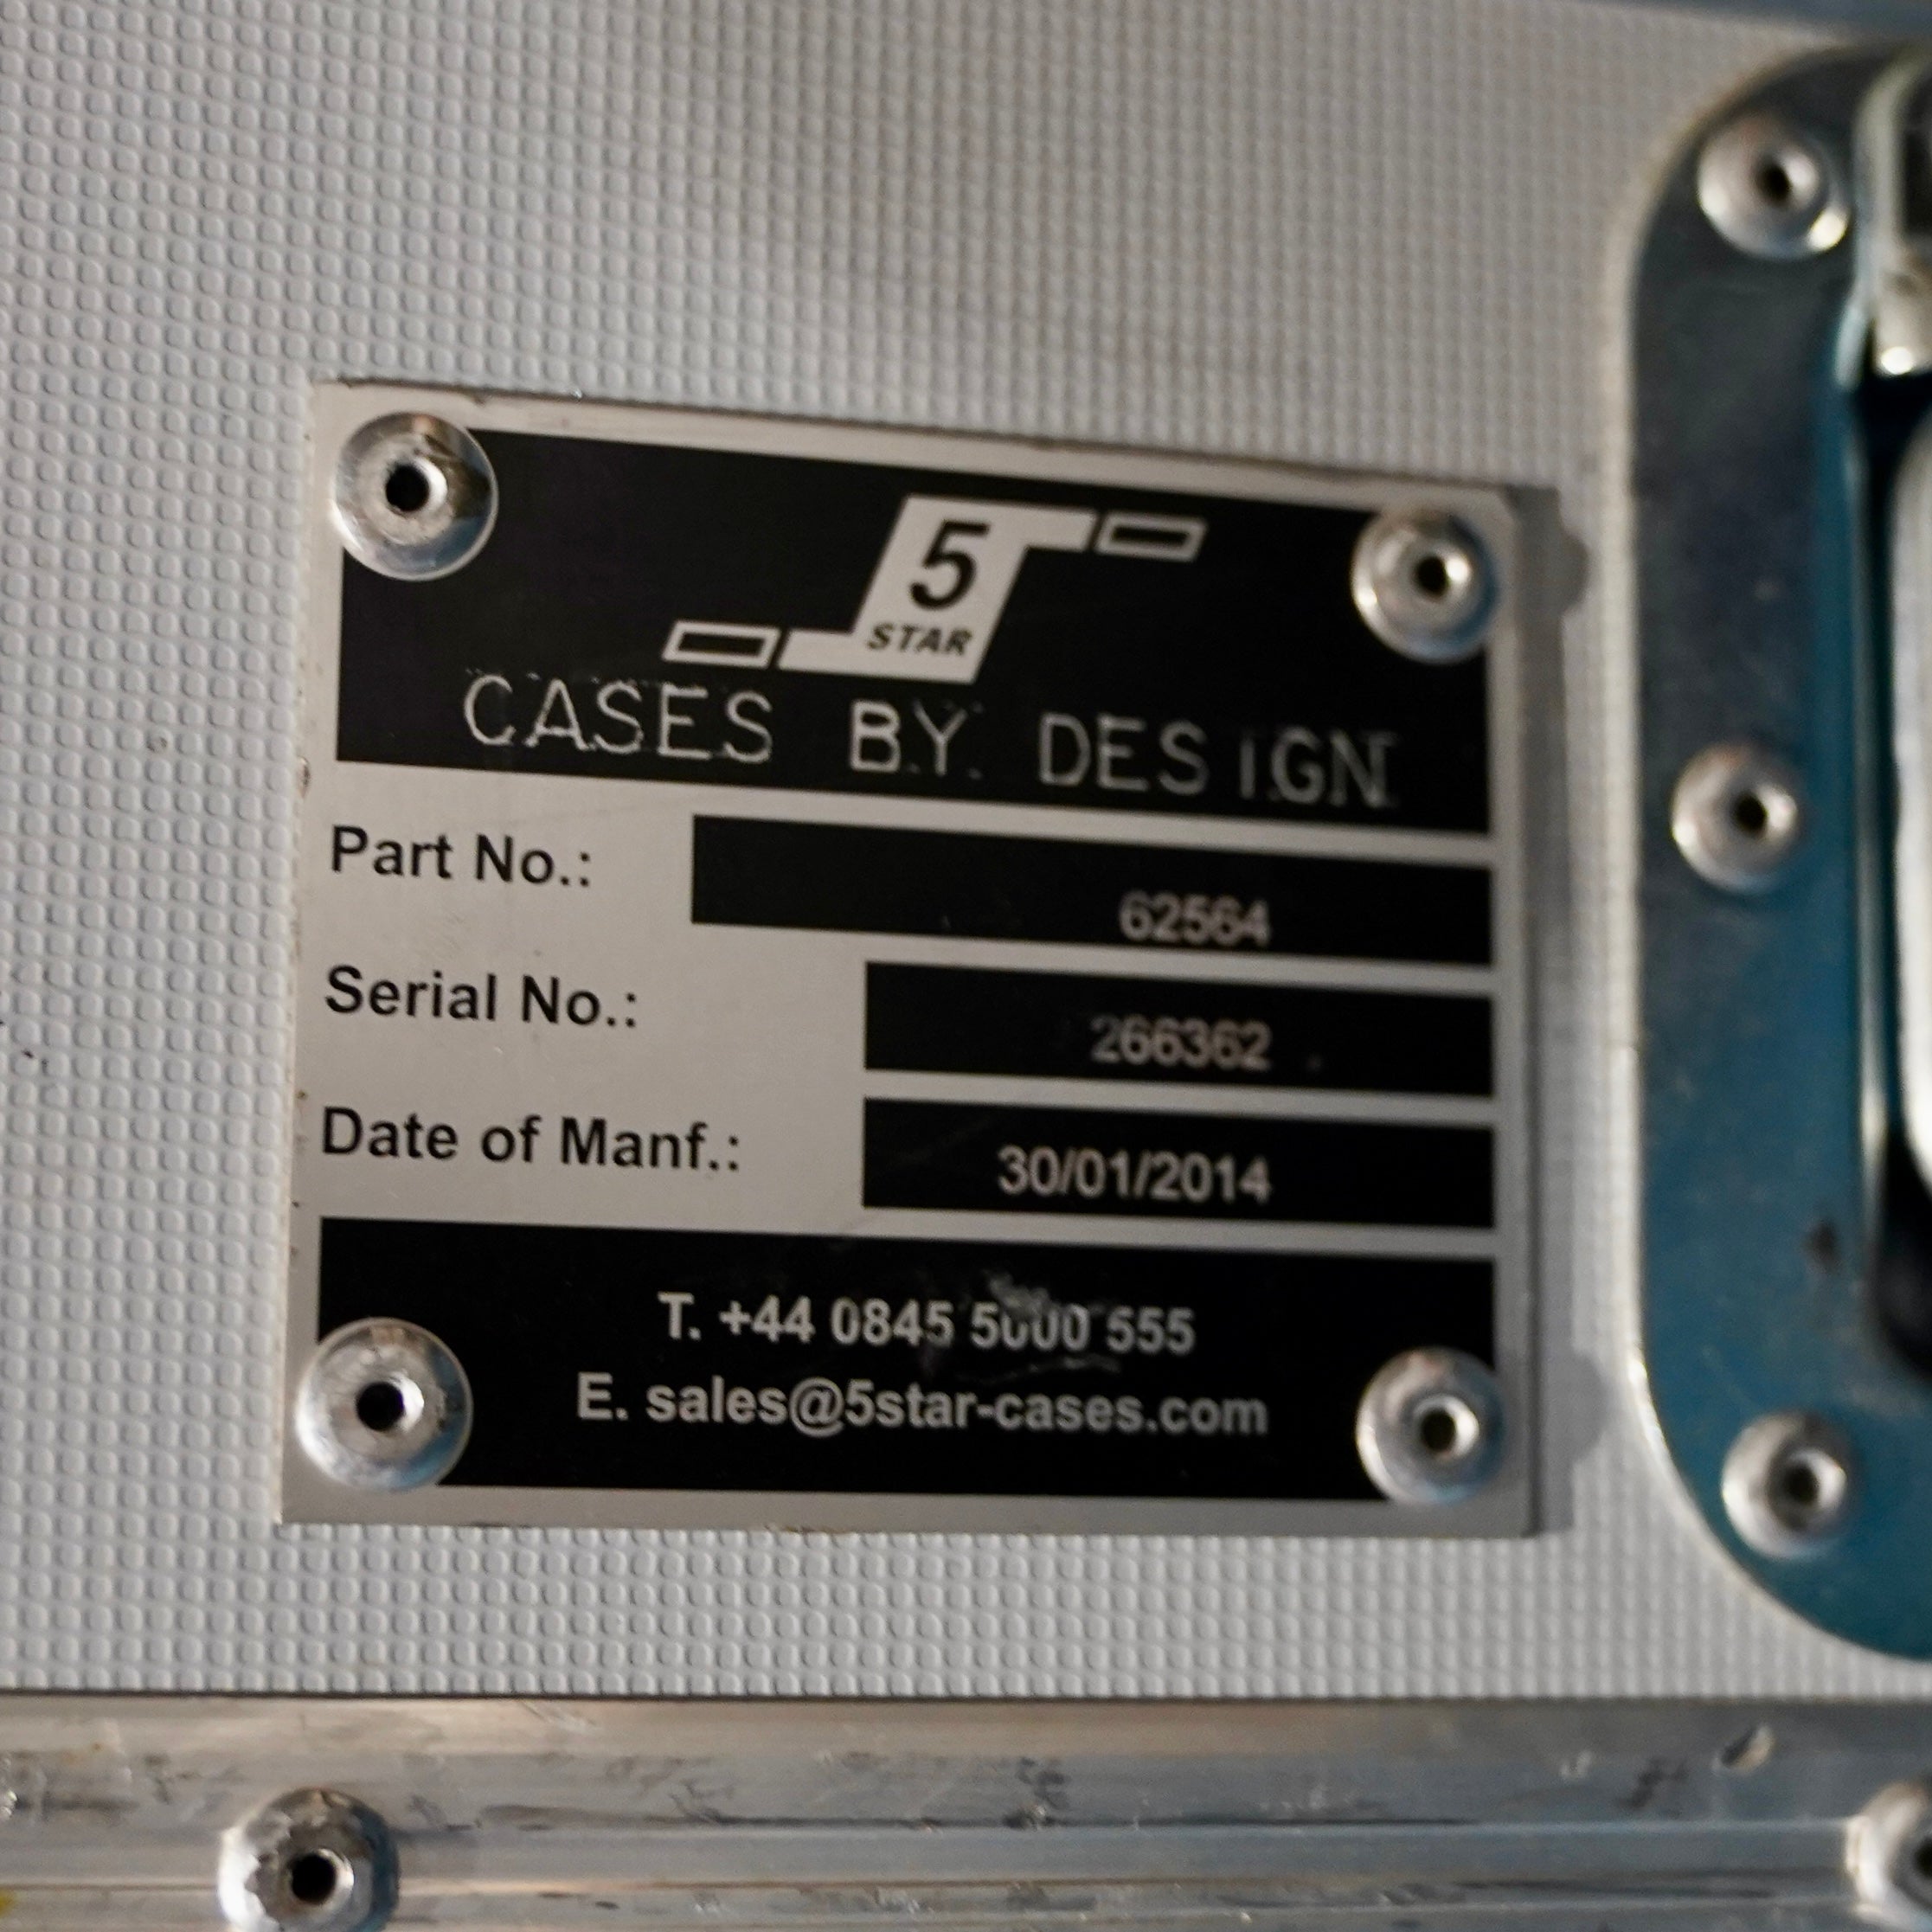 5
STAR
CASES BY DESIGN
Part No.: 62564
Serial No.: 266362
Date of Manf.: 30/01/2014
T. +44 0845 5000 555
E. sales@5star-cases.com